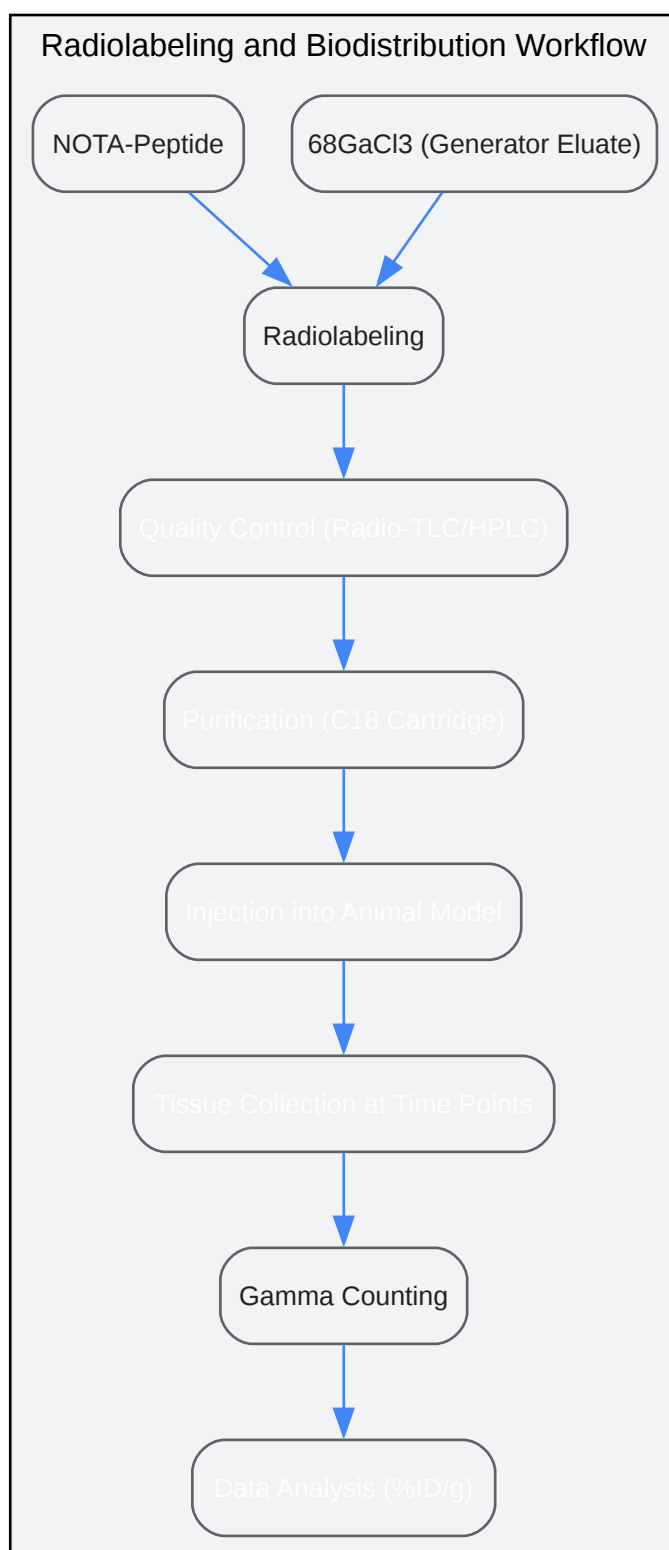 Radiolabeling and Biodistribution Workflow
NOTA-Peptide
68GaCl3 (Generator Eluate)
Radiolabeling
Quality Control (Radio-TLC/HPLC)
Purification (C18 Cartridge)
Injection into Animal Model
Tissue Collection at Time Points
Gamma Counting
Data Analysis (%ID/g)